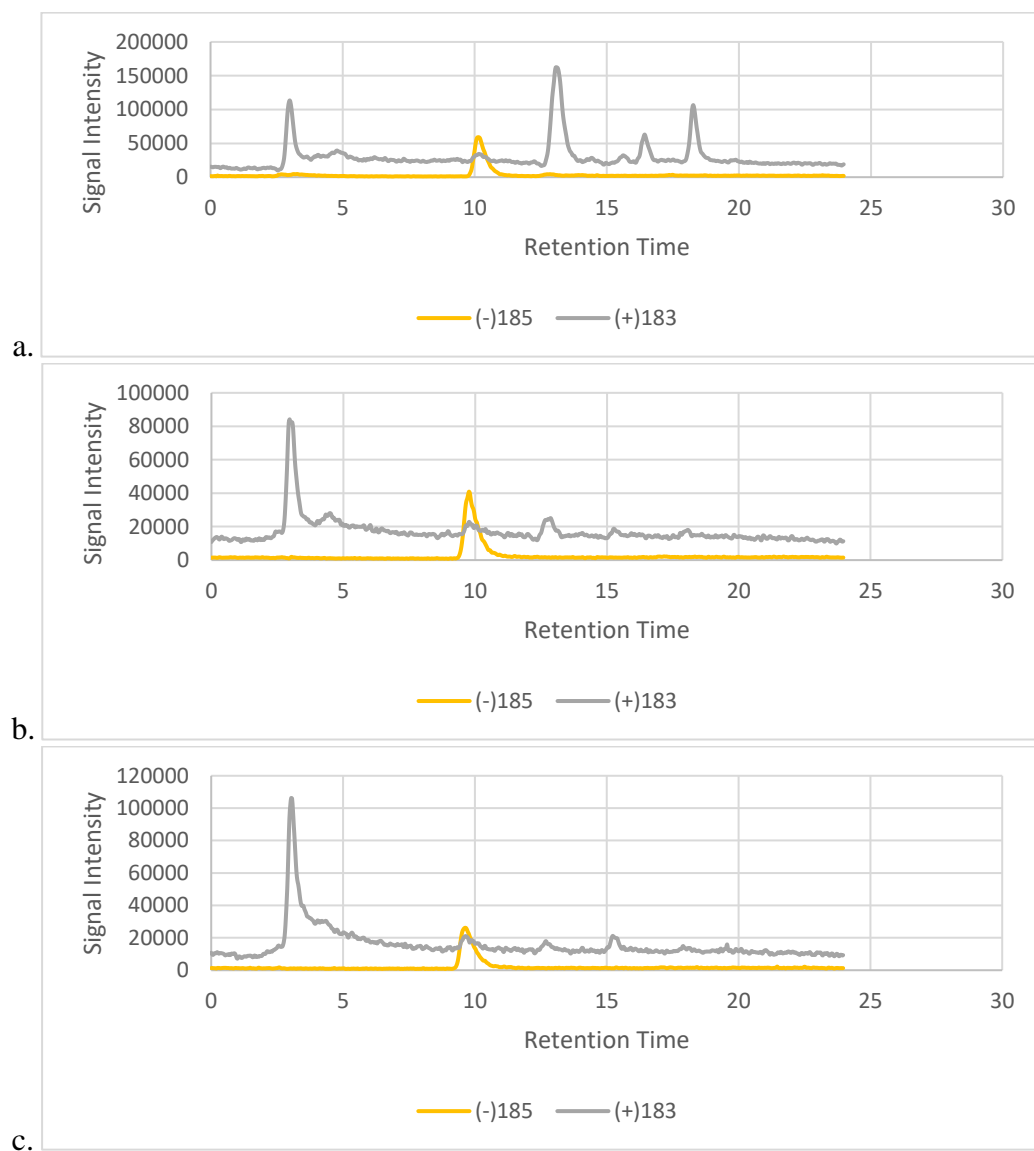 200000
150000
100000
50000
0
Signal Intensity
0 5 10 15 20 25 30
Retention Time
(-)185 (+)183
a.
100000
80000
60000
40000
20000
0
Signal Intensity
0 5 10 15 20 25 30
Retention Time
(-)185 (+)183
b.
120000
100000
80000
60000
40000
20000
0
Signal Intensity
0 5 10 15 20 25 30
Retention Time
(-)185 (+)183
c.